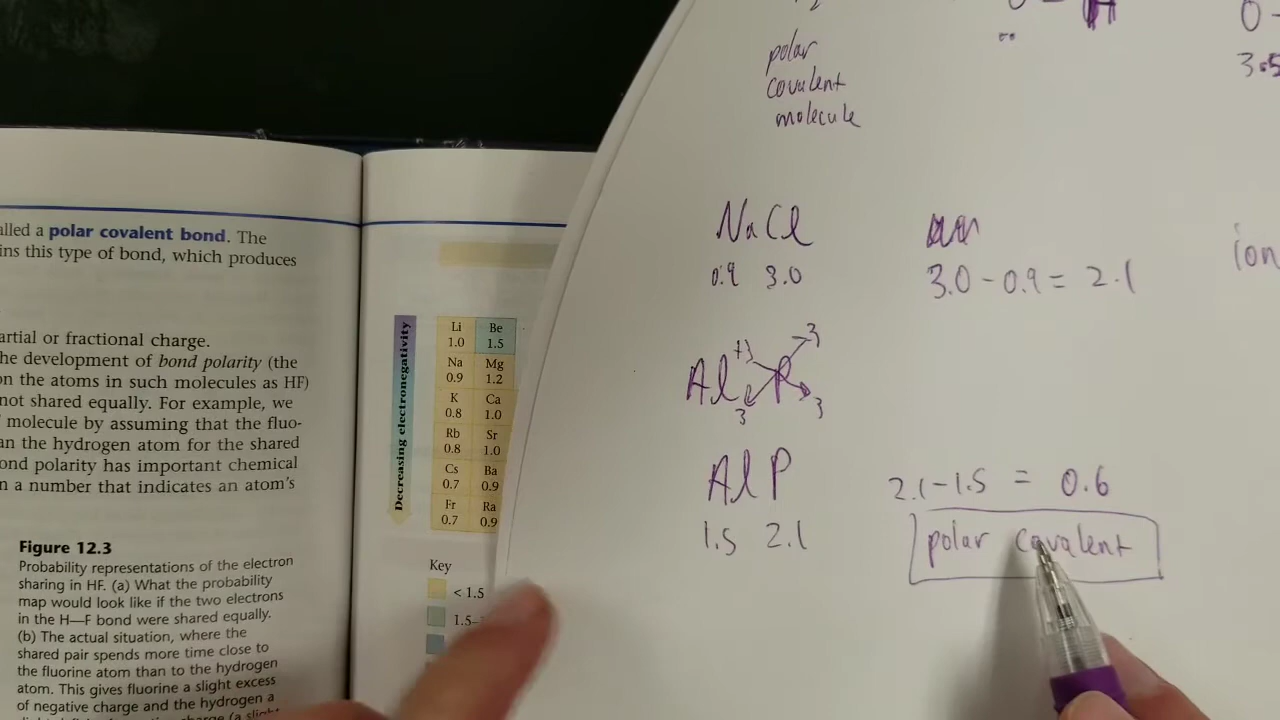 alled a polar covalent bond. The
ins this type of bond, which produces
artial or fractional charge.
he development of bond polarity (the
on the atoms in such molecules as HF)
not shared equally. For example, we
molecule by assuming that the fluo-
an the hydrogen atom for the shared
ond polarity has important chemical
n a number that indicates an atom's
Figure 12.3
Probability representations of the electron
sharing in HF. (a) What the probability
map would look like if the two electrons
in the H—F bond were shared equally.
(b) The actual situation, where the
shared pair spends more time close to
the fluorine atom than to the hydrogen
atom. This gives fluorine a slight excess
of negative charge and the hydrogen a
Decreasing electronegativity
Li Be
1.0 1.5
Na Mg
0.9 1.2
K Ca
0.8 1.0
Rb Sr
0.8 1.0
Cs Ba
0.7 0.9
Fr Ra
0.7 0.9
Key
< 1.5
1.5–
polar
covalent
molecule
O - H
O -
3.5
NaCl
0.9 3.0
3.0 - 0.9 = 2.1
ion
Al +3 P 3
3 3
AlP
1.5 2.1
2.1 - 1.5 = 0.6
polar covalent